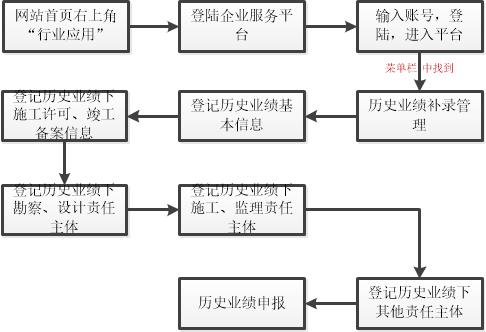 网站首页右上角
“行业应用”
登陆企业服务平
台
输入账号，登
陆，进入平台
菜单栏 中找到
历史业绩补录管
理
登记历史业绩基
本信息
登记历史业绩下
施工许可、竣工
备案信息
登记历史业绩下
勘察、设计责任
主体
登记历史业绩下
施工、监理责任
主体
登记历史业绩下
其他责任主体
历史业绩申报